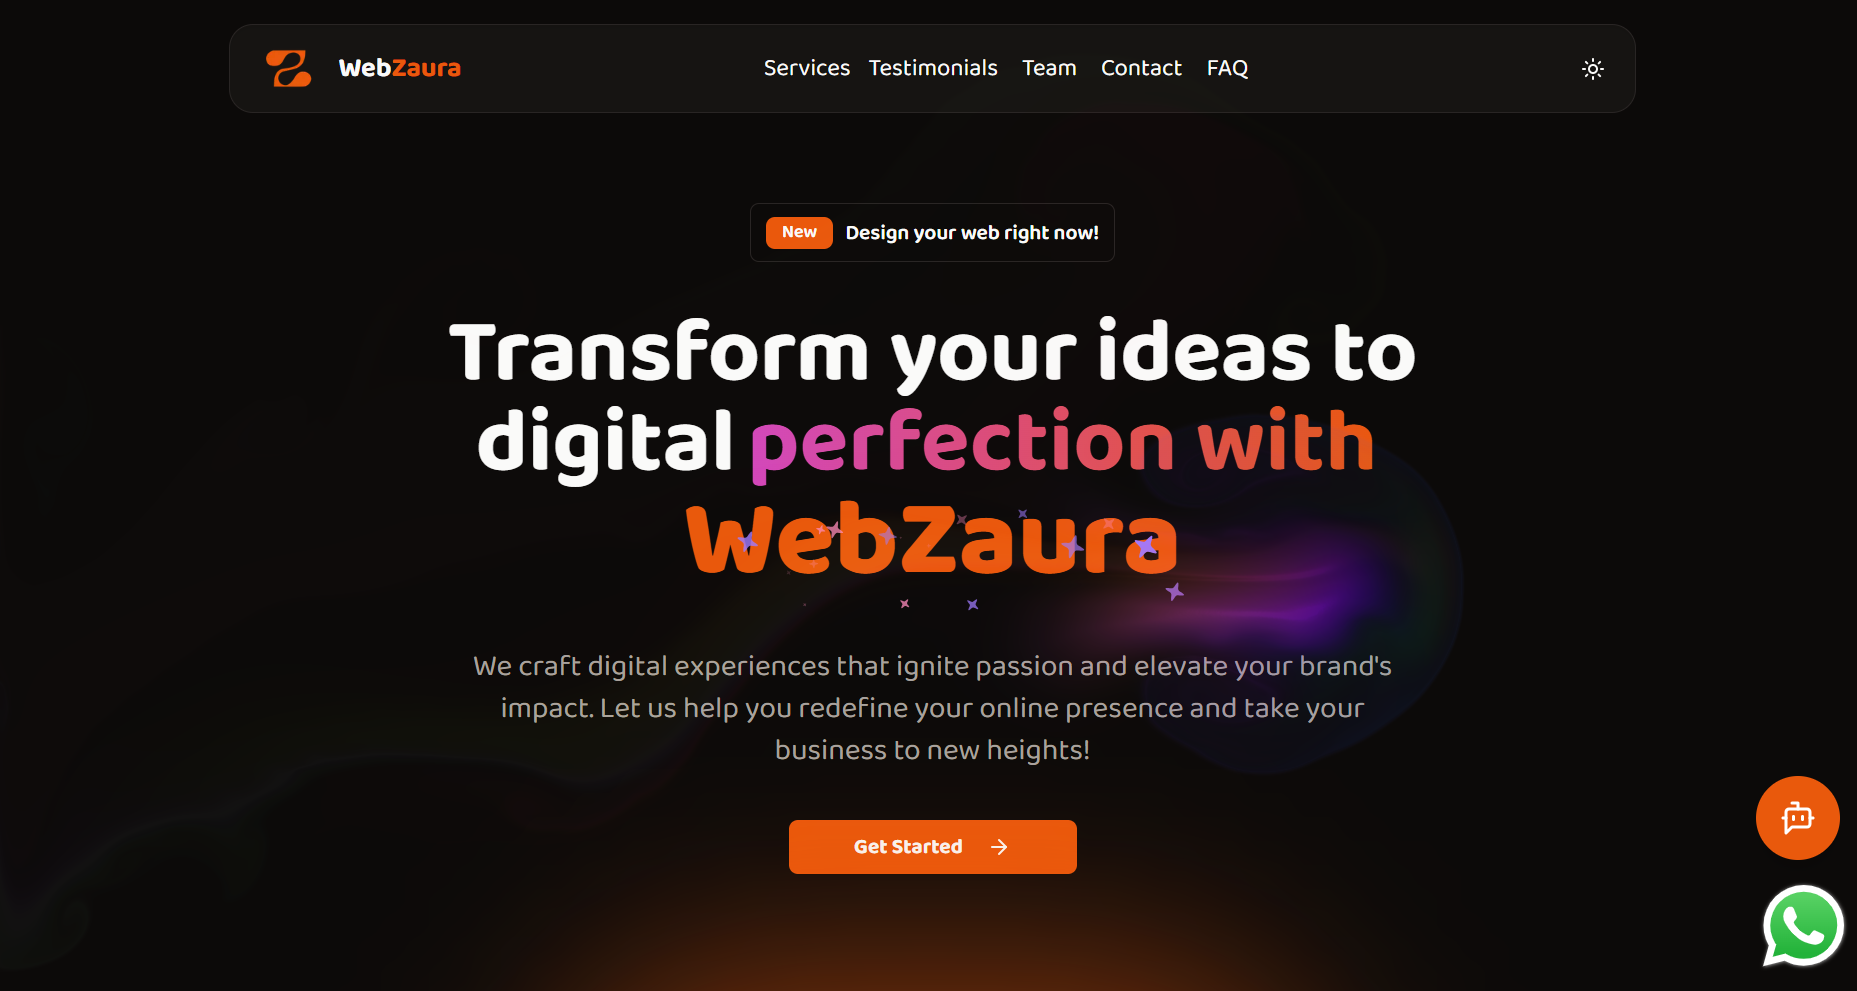 WebZaura
Services Testimonials Team Contact FAQ
New Design your web right now!
Transform your ideas to
digital perfection with
WebZaura
We craft digital experiences that ignite passion and elevate your brand's
impact. Let us help you redefine your online presence and take your
business to new heights!
Get Started